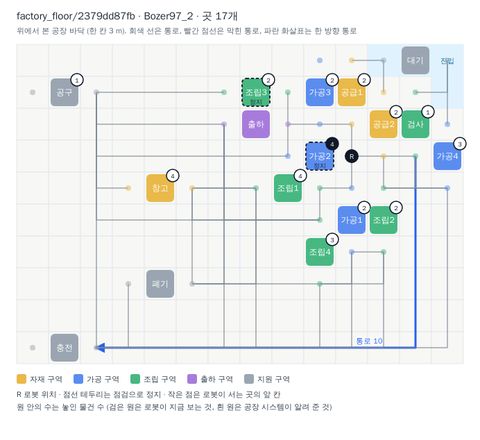 factory_floor/2379dd87fb · Bozer97_2 · 곳 17개
위에서 본 공장 바닥 (한 칸 3 m). 회색 선은 통로, 빨간 점선은 막힌 통로, 파란 화살표는 한 방향 통로
대기
진입
공구 1
조립3 2
정지
가공3 2
공급1 2
출하
공급2 2
검사 1
가공2 4
정지
R
가공4 3
창고 4
조립1 4
가공1 2
조립2 2
조립4 3
폐기
충전
통로 10
자재 구역
가공 구역
조립 구역
출하 구역
지원 구역
R 로봇 위치 · 점선 테두리는 점검으로 정지 · 작은 점은 로봇이 서는 곳의 앞 칸
원 안의 수는 놓인 물건 수 (검은 원은 로봇이 지금 보는 것, 흰 원은 공장 시스템이 알려 준 것)